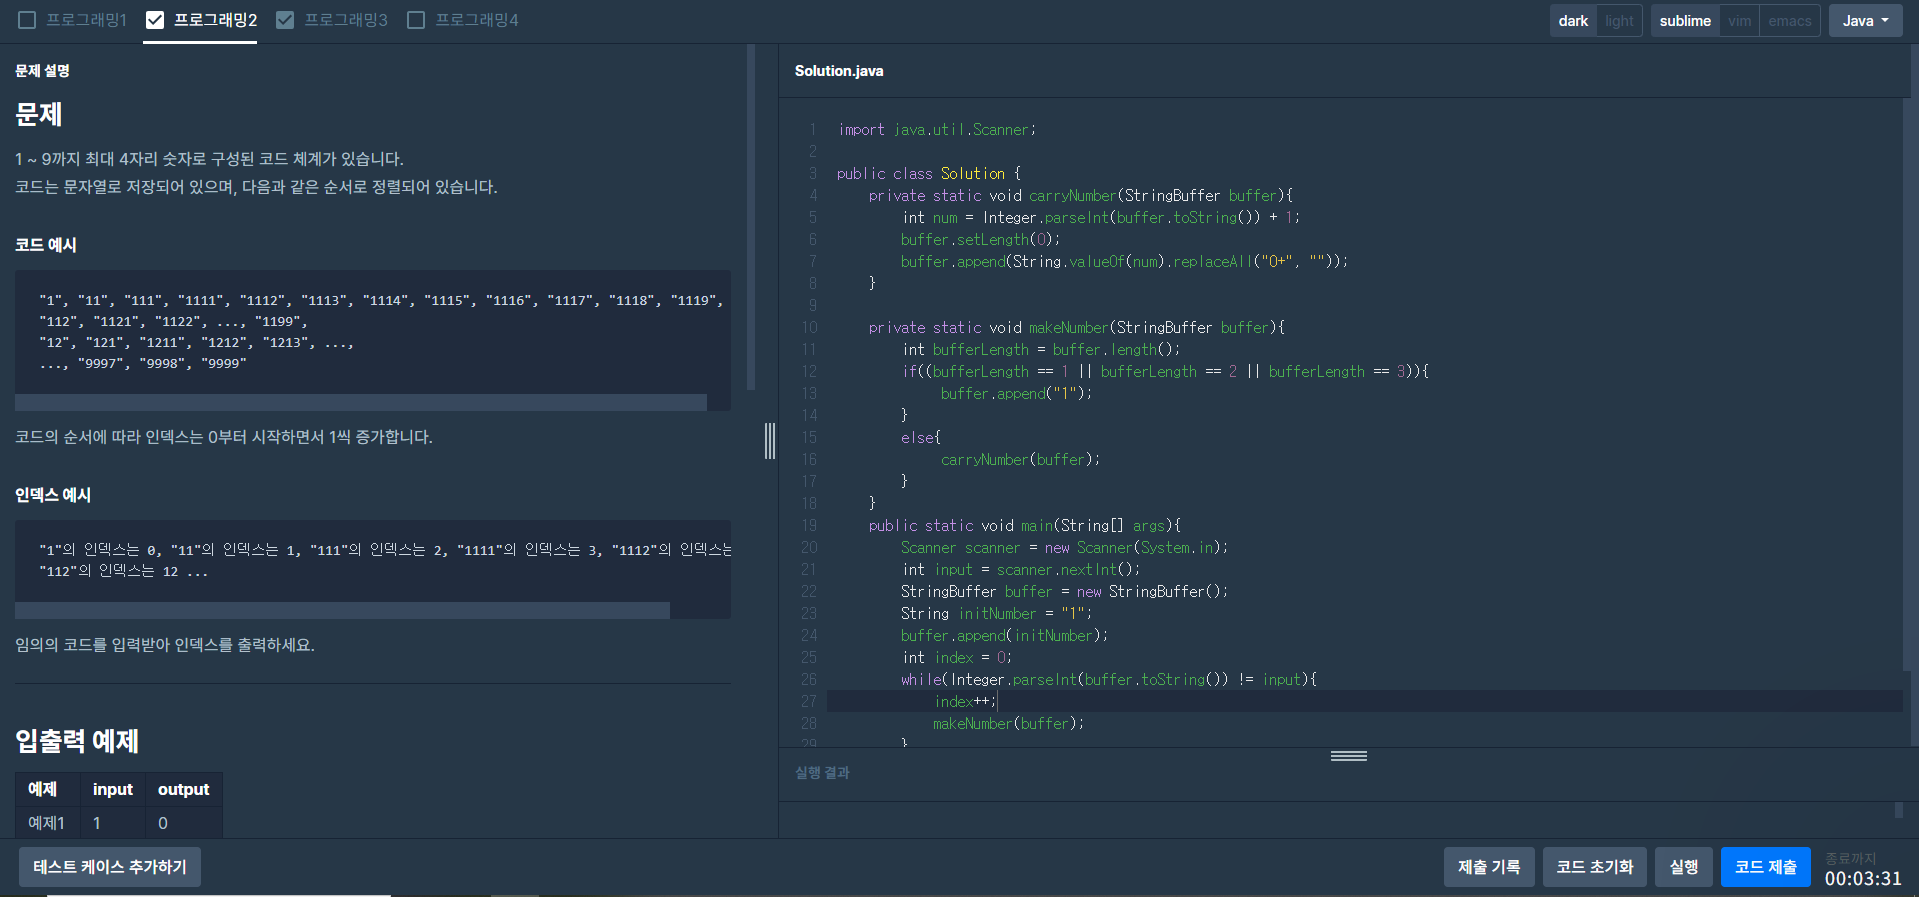 프로그래밍1 프로그래밍2 프로그래밍3 프로그래밍4 dark light sublime vim emacs Java
문제 설명
문제
1 ~ 9까지 최대 4자리 숫자로 구성된 코드 체계가 있습니다.
코드는 문자열로 저장되어 있으며, 다음과 같은 순서로 정렬되어 있습니다.
코드 예시
"1", "11", "111", "1111", "1112", "1113", "1114", "1115", "1116", "1117", "1118", "1119",
"112", "1121", "1122", ..., "1199",
"12", "121", "1211", "1212", "1213", ...,
..., "9997", "9998", "9999"
코드의 순서에 따라 인덱스는 0부터 시작하면서 1씩 증가합니다.
인덱스 예시
"1"의 인덱스는 0, "11"의 인덱스는 1, "111"의 인덱스는 2, "1111"의 인덱스는 3, "1112"의 인덱스는
"112"의 인덱스는 12 ...
임의의 코드를 입력받아 인덱스를 출력하세요.
입출력 예제
예제 input output
예제1 1 0
Solution.java
1 import java.util.Scanner;
2
3 public class Solution {
4     private static void carryNumber(StringBuffer buffer){
5         int num = Integer.parseInt(buffer.toString()) + 1;
6         buffer.setLength(0);
7         buffer.append(String.valueOf(num).replaceAll("0+", ""));
8     }
9
10     private static void makeNumber(StringBuffer buffer){
11         int bufferLength = buffer.length();
12         if((bufferLength == 1 || bufferLength == 2 || bufferLength == 3)){
13             buffer.append("1");
14         }
15         else{
16             carryNumber(buffer);
17         }
18     }
19     public static void main(String[] args){
20         Scanner scanner = new Scanner(System.in);
21         int input = scanner.nextInt();
22         StringBuffer buffer = new StringBuffer();
23         String initNumber = "1";
24         buffer.append(initNumber);
25         int index = 0;
26         while(Integer.parseInt(buffer.toString()) != input){
27             index++;
28             makeNumber(buffer);
29         }
실행 결과
테스트 케이스 추가하기 제출 기록 코드 초기화 실행 코드 제출 종료까지
00:03:31